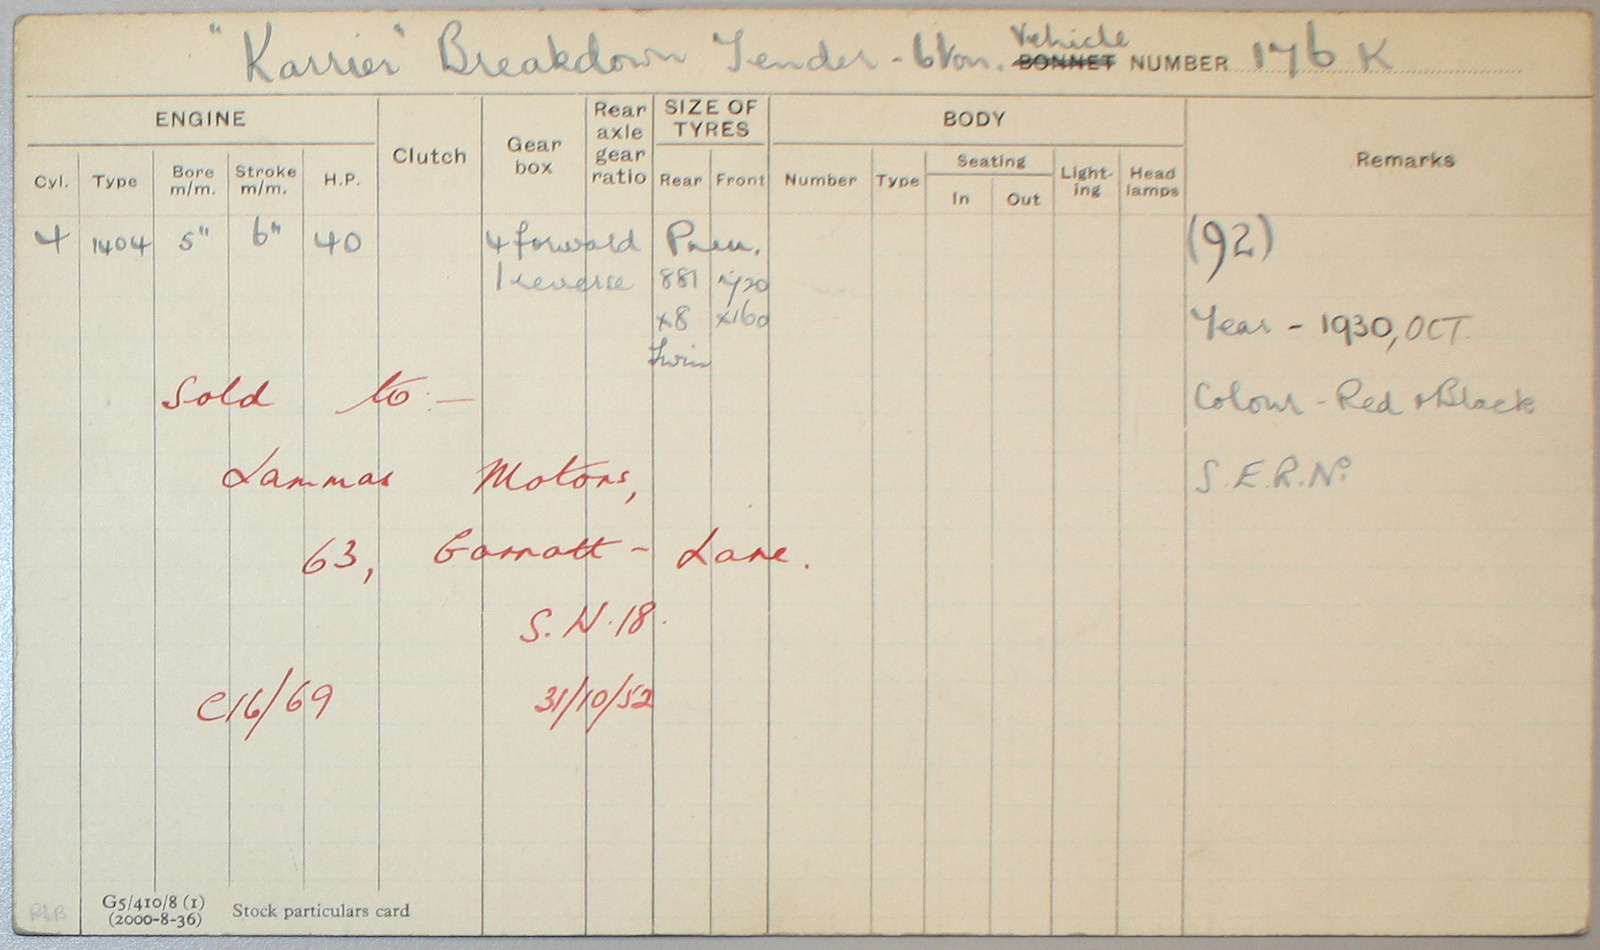 "Karrier" Breakdown Tender - 6 ton. Vehicle BONNET NUMBER 176 K
ENGINE Clutch Gear box Rear axle gear ratio SIZE OF TYRES BODY Remarks
Cyl. Type Bore m/m. Stroke m/m. H.P. Rear Front Number Type Seating In Out Light-ing Head lamps
4 1404 5" 6" 40 4 forward Pneu. (92)
1 reverse 881 1120
x8 x160
Twin
Year - 1930, OCT.
Colour - Red & Black
S.E.R. No
Sold to :-
Lammas Motors,
63, Garratt - Lane.
S.W.18.
C16/69 31/10/52
G5/410/8 (1)
(2000-8-36) Stock particulars card